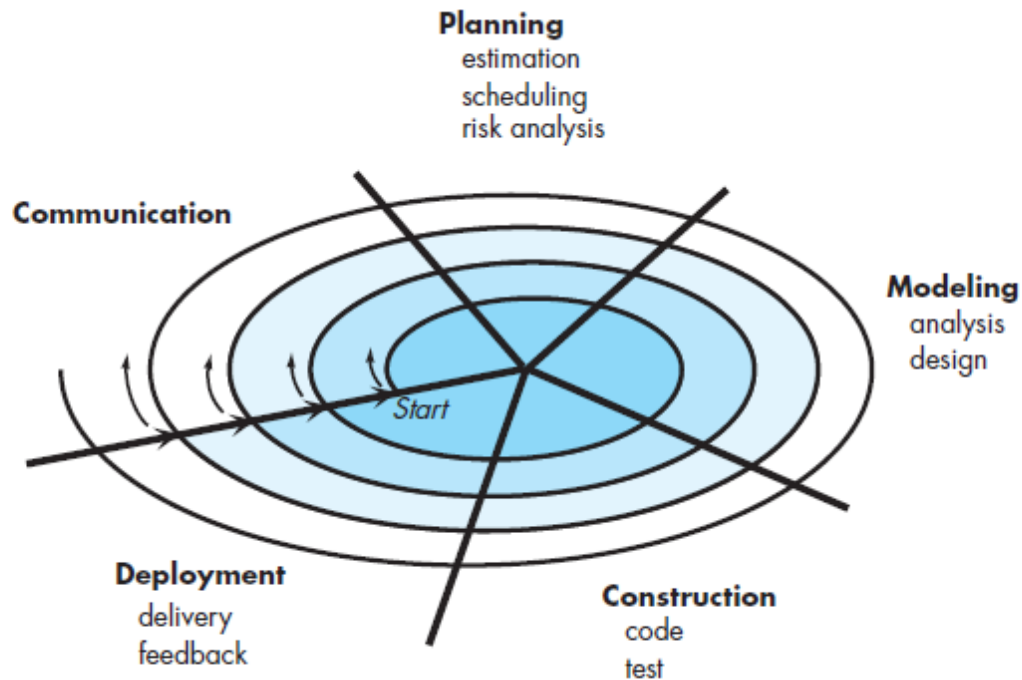 Planning
estimation
scheduling
risk analysis
Communication
Modeling
analysis
design
Start
Deployment
delivery
feedback
Construction
code
test